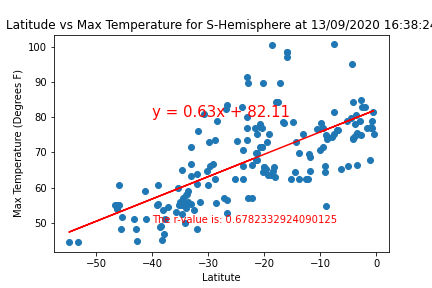 Latitude vs Max Temperature for S-Hemisphere at 13/09/2020 16:38:24
Max Temperature (Degrees F)
100
90
80
70
60
50
y = 0.63x + 82.11
The r-value is: 0.6782332924090125
−50 −40 −30 −20 −10 0
Latitute